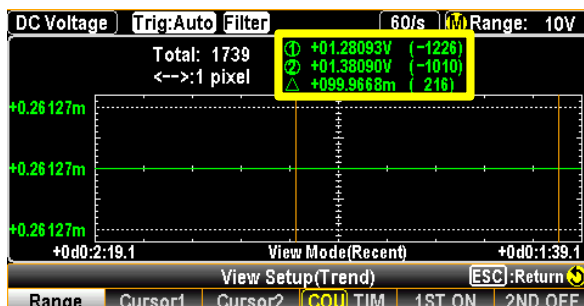 DC Voltage Trig:Auto Filter 60/s M Range: 10V
Total: 1739
<-->:1 pixel
① +01.28093V (-1226)
② +01.38090V (-1010)
△ +099.9668m ( 216)
+0.26127m
+0.26127m
+0.26127m
+0d0:2:19.1 View Mode(Recent) +0d0:1:39.1
View Setup(Trend) ESC:Return
Range Cursor1 Cursor2 COU TIM 1ST ON 2ND OFF